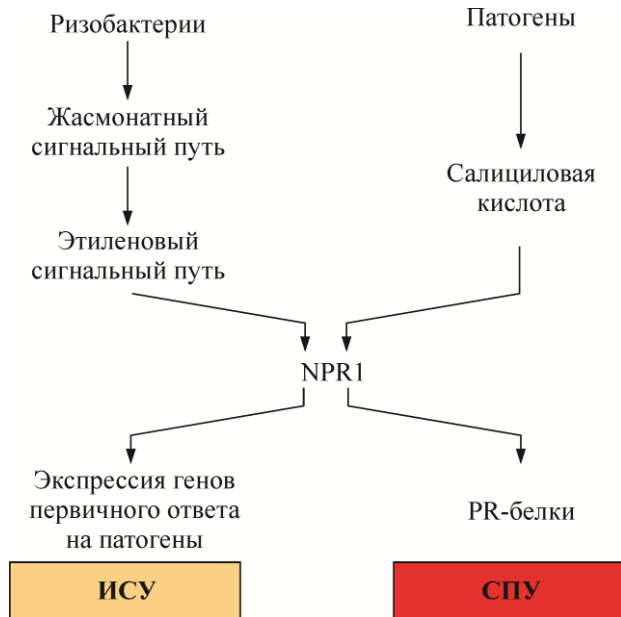 Ризобактерии
Патогены
Жасмонатный
сигнальный путь
Салициловая
кислота
Этиленовый
сигнальный путь
NPR1
Экспрессия генов
первичного ответа
на патогены
PR-белки
ИСУ
СПУ